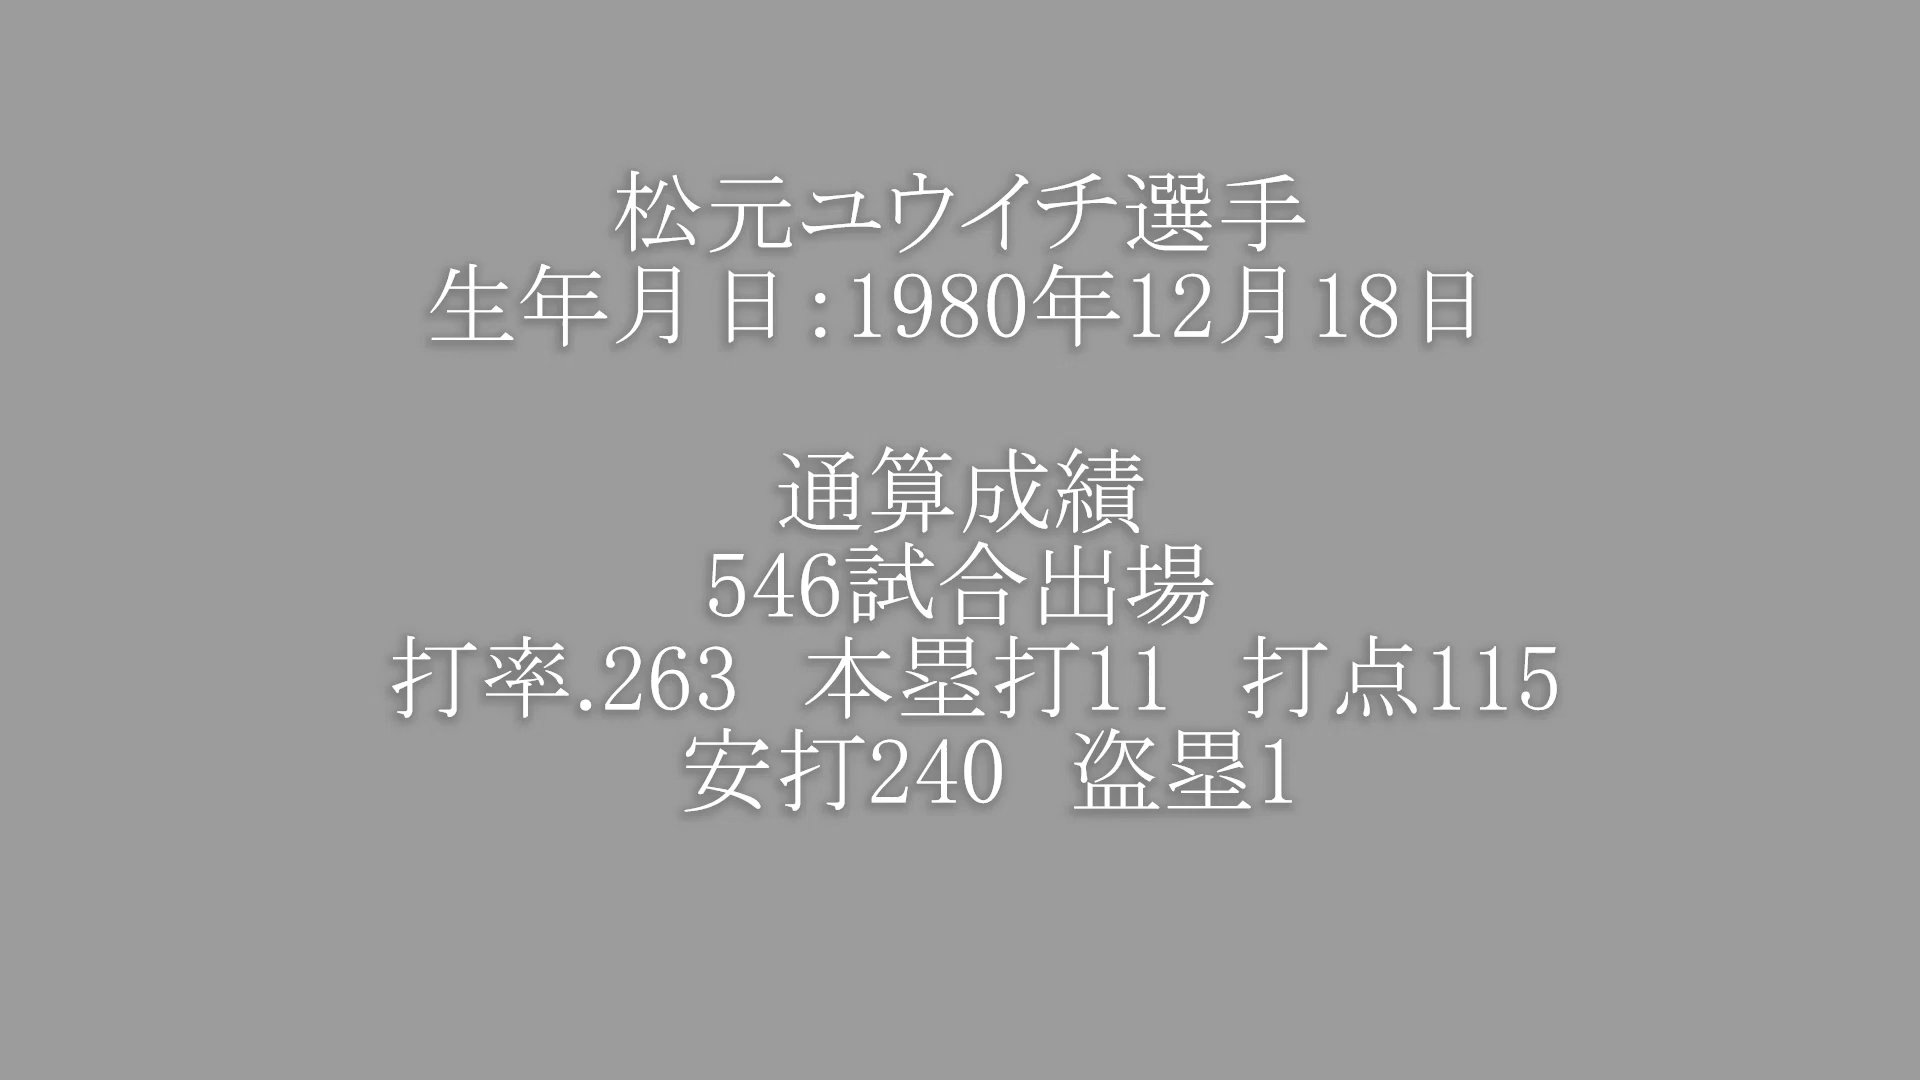 松元ユウイチ選手
生年月日:1980年12月18日
通算成績
546試合出場
打率.263　本塁打11　打点115
安打240　盗塁1